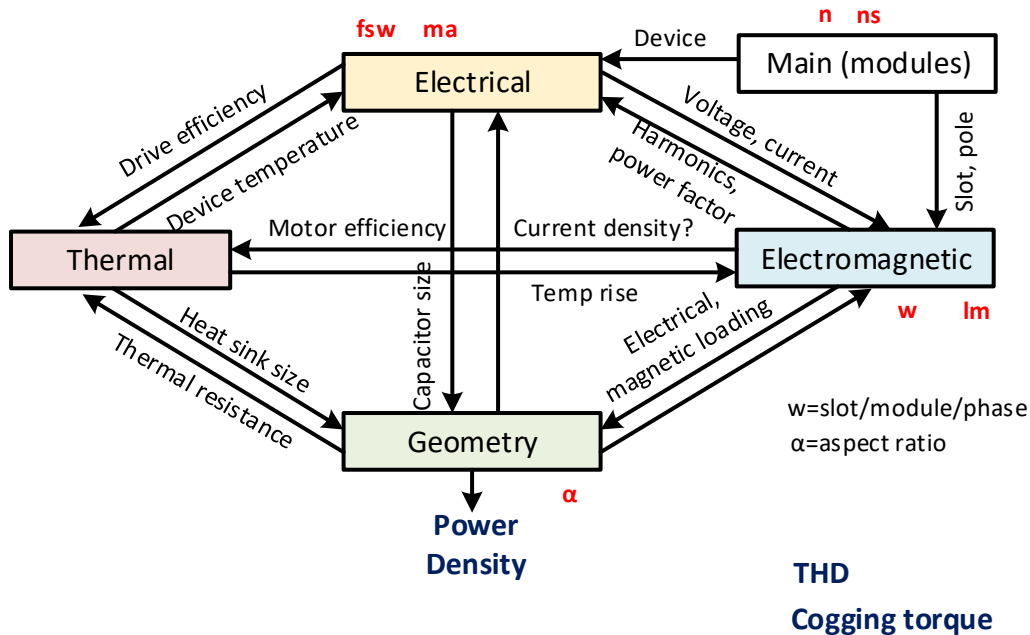 n ns
fsw ma
Device
Main (modules)
Electrical
Drive efficiency
Device temperature
Voltage, current
Harmonics,
power factor
Slot, pole
Motor efficiency
Current density?
Thermal
Electromagnetic
Temp rise
w lm
Heat sink size
Thermal resistance
Capacitor size
Electrical,
magnetic loading
w=slot/module/phase
α=aspect ratio
Geometry
α
Power
Density
THD
Cogging torque